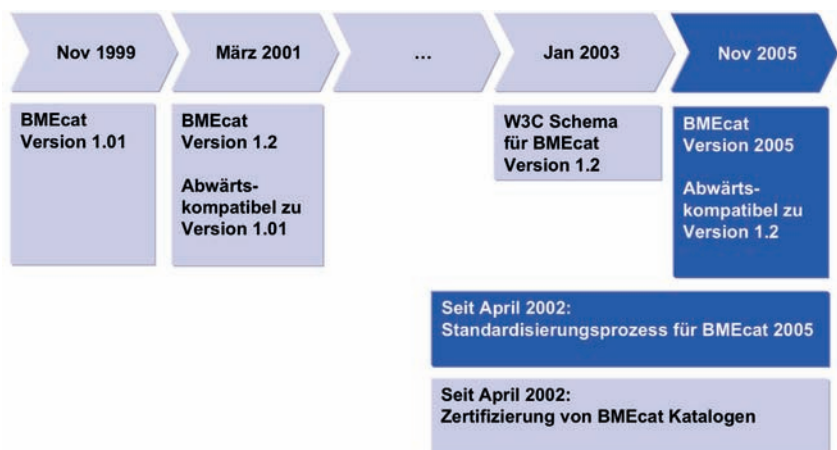 Nov 1999
März 2001
...
Jan 2003
Nov 2005
BMEcat
Version 1.01
BMEcat
Version 1.2
Abwärts-
kompatibel zu
Version 1.01
W3C Schema
für BMEcat
Version 1.2
BMEcat
Version 2005
Abwärts-
kompatibel zu
Version 1.2
Seit April 2002:
Standardisierungsprozess für BMEcat 2005
Seit April 2002:
Zertifizierung von BMEcat Katalogen